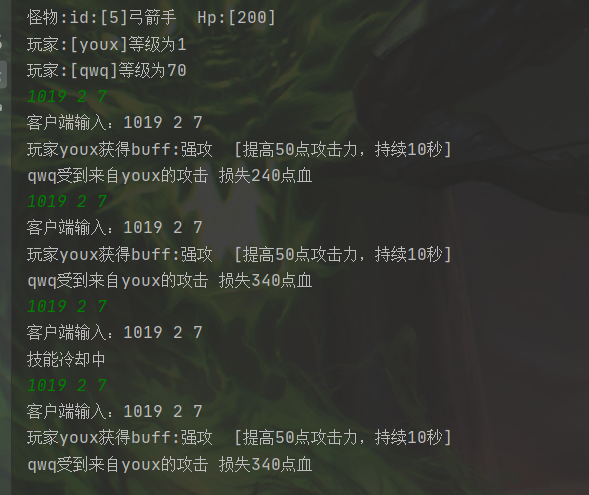 怪物:id:[5]弓箭手  Hp:[200]
玩家:[youx]等级为1
玩家:[qwq]等级为70
1019 2 7
客户端输入：1019 2 7
玩家youx获得buff:强攻  [提高50点攻击力，持续10秒]
qwq受到来自youx的攻击 损失240点血
1019 2 7
客户端输入：1019 2 7
玩家youx获得buff:强攻  [提高50点攻击力，持续10秒]
qwq受到来自youx的攻击 损失340点血
1019 2 7
客户端输入：1019 2 7
技能冷却中
1019 2 7
客户端输入：1019 2 7
玩家youx获得buff:强攻  [提高50点攻击力，持续10秒]
qwq受到来自youx的攻击 损失340点血